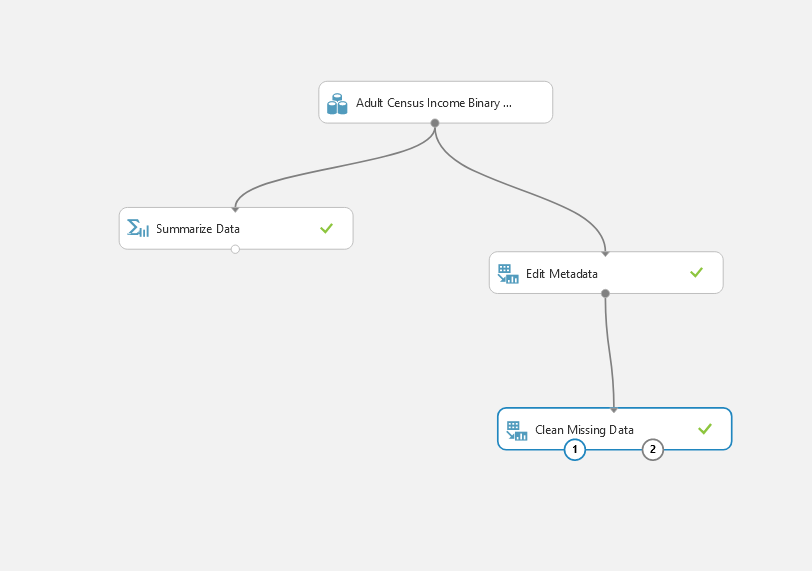 Adult Census Income Binary ...
Summarize Data
Edit Metadata
Clean Missing Data
1
2